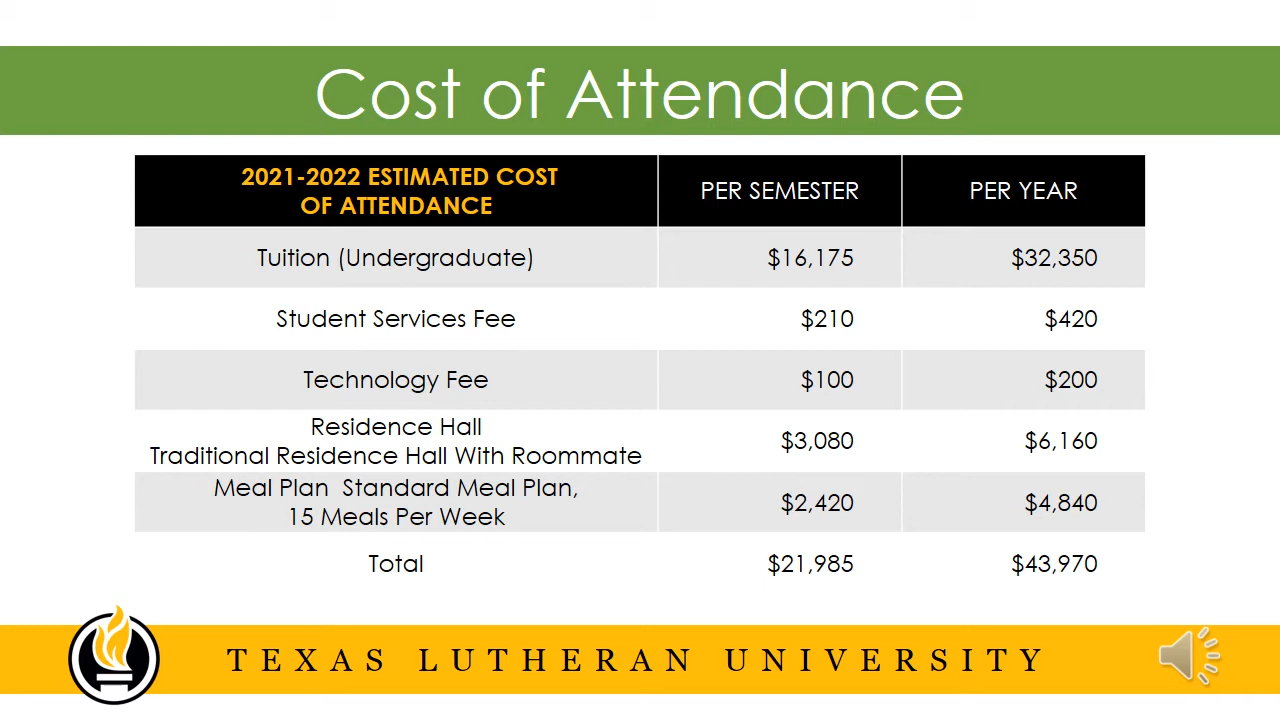 Cost of Attendance
2021-2022 ESTIMATED COST
OF ATTENDANCE
PER SEMESTER
PER YEAR
Tuition (Undergraduate) $16,175 $32,350
Student Services Fee $210 $420
Technology Fee $100 $200
Residence Hall
Traditional Residence Hall With Roommate $3,080 $6,160
Meal Plan  Standard Meal Plan,
15 Meals Per Week $2,420 $4,840
Total $21,985 $43,970
TEXAS LUTHERAN UNIVERSITY